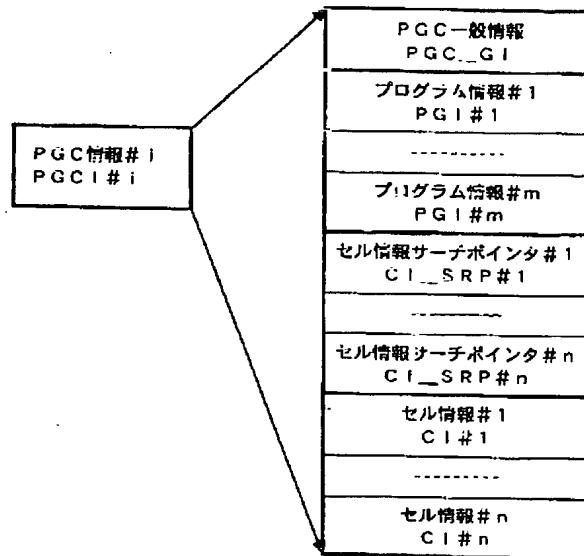 PGC情報#i
PGCI#i
PGC一般情報
PGC__GI
プログラム情報#1
PGI#1
----------
プログラム情報#m
PGI#m
セル情報サーチポインタ#1
CI__SRP#1
----------
セル情報サーチポインタ#n
CI__SRP#n
セル情報#1
CI#1
----------
セル情報#n
CI#n